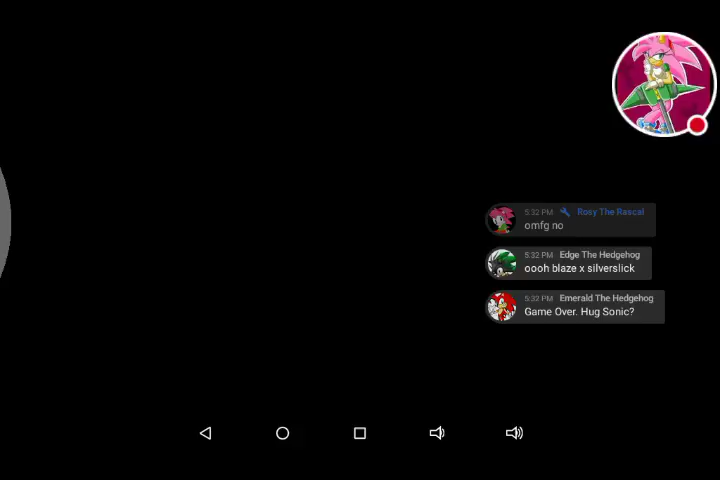 5:32 PM Rosy The Rascal
omfg no
5:32 PM Edge The Hedgehog
oooh blaze x silverslick
5:32 PM Emerald The Hedgehog
Game Over. Hug Sonic?